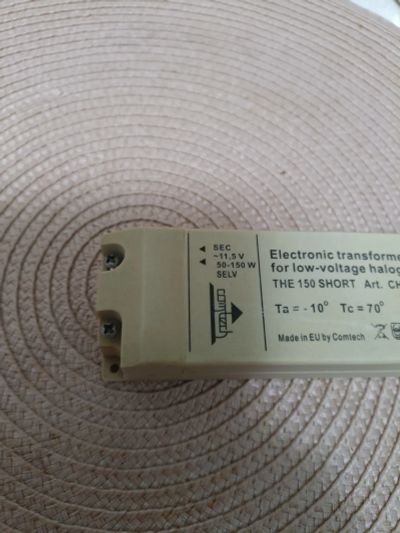 SEC
~11,5 V
50-150 W
SELV
Electronic transforme
for low-voltage halog
THE 150 SHORT Art. CH
Ta = - 10° Tc = 70°
Made in EU by Comtech